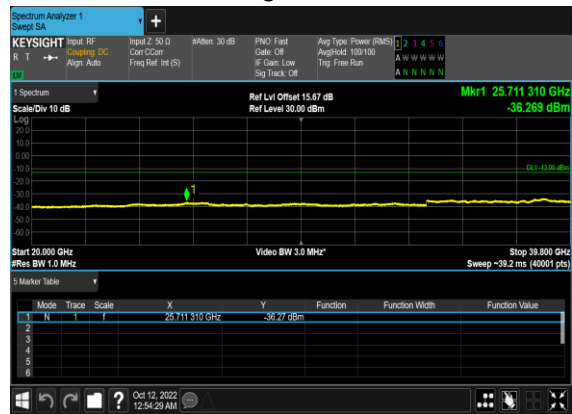 Spectrum Analyzer 1
Swept SA
KEYSIGHT Input: RF Input Z: 50 Ω #Atten: 30 dB PNO: Fast Avg Type: Power (RMS) 1 2 3 4 5 6
R T Coupling: DC Corr CCorr Gate: Off Avg|Hold: 100/100 A W W W W W
Align: Auto Freq Ref: Int (S) IF Gain: Low Trig: Free Run
Sig Track: Off A N N N N N
1 Spectrum Ref Lvl Offset 15.67 dB Mkr1 25.711 310 GHz
Scale/Div 10 dB Ref Level 30.00 dBm -36.269 dBm
Log
20.0
10.0
0.00
-10.0 DL1 -13.00 dBm
-20.0
-30.0 1
-40.0
-50.0
-60.0
Start 20.000 GHz Video BW 3.0 MHz* Stop 39.800 GHz
#Res BW 1.0 MHz Sweep ~39.2 ms (40001 pts)
5 Marker Table
Mode Trace Scale X Y Function Function Width Function Value
1 N 1 f 25.711 310 GHz -36.27 dBm
2
3
4
5
6
? Oct 12, 2022
12:54:29 AM